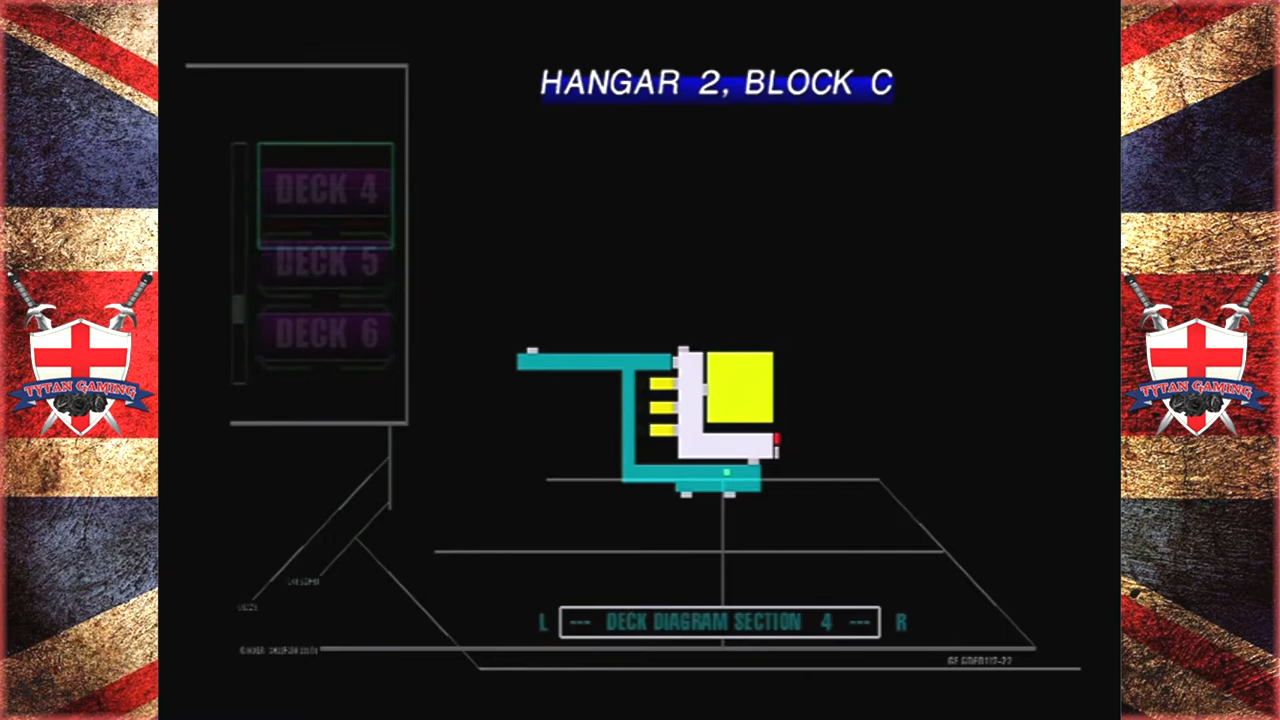 HANGAR 2, BLOCK C
DECK 4
DECK 5
DECK 6
TYTAN GAMING
TYTAN GAMING
L --- DECK DIAGRAM SECTION 4 --- R